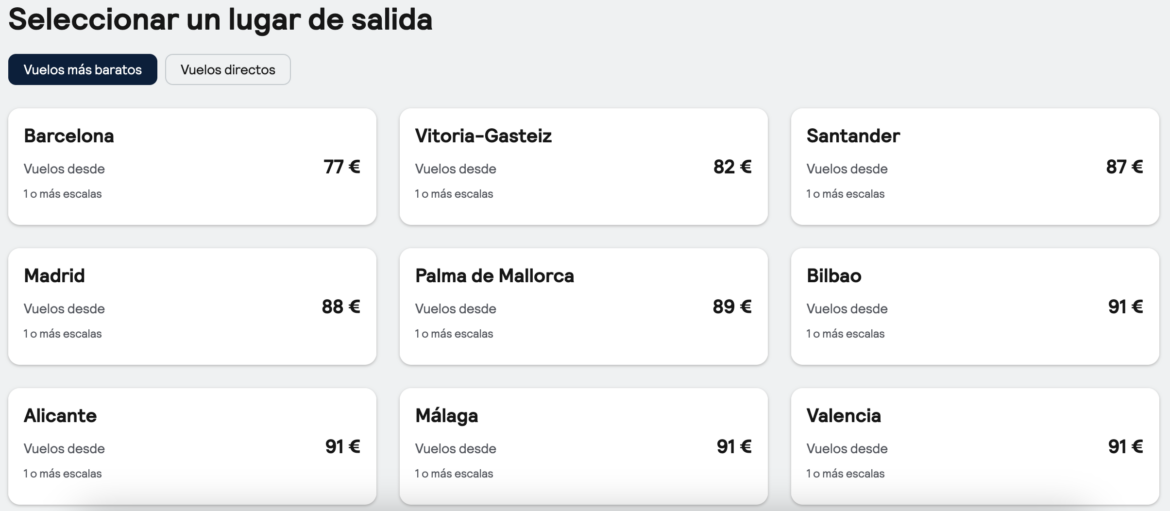 Seleccionar un lugar de salida
Vuelos más baratos
Vuelos directos
Barcelona
Vuelos desde 77 €
1 o más escalas
Vitoria-Gasteiz
Vuelos desde 82 €
1 o más escalas
Santander
Vuelos desde 87 €
1 o más escalas
Madrid
Vuelos desde 88 €
1 o más escalas
Palma de Mallorca
Vuelos desde 89 €
1 o más escalas
Bilbao
Vuelos desde 91 €
1 o más escalas
Alicante
Vuelos desde 91 €
1 o más escalas
Málaga
Vuelos desde 91 €
1 o más escalas
Valencia
Vuelos desde 91 €
1 o más escalas